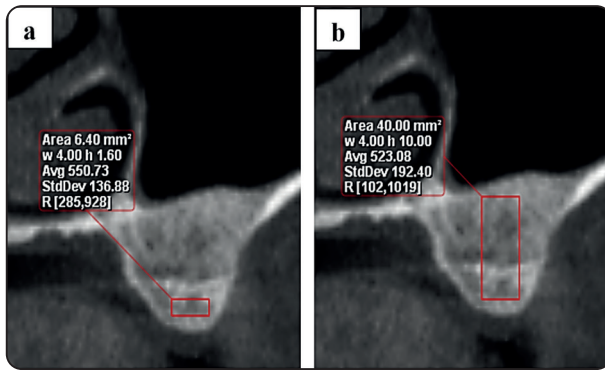 a
Area 6.40 mm²
w 4.00 h 1.60
Avg 550.73
StdDev 136.88
R [285,928]
b
Area 40.00 mm²
w 4.00 h 10.00
Avg 523.08
StdDev 192.40
R [102,1019]